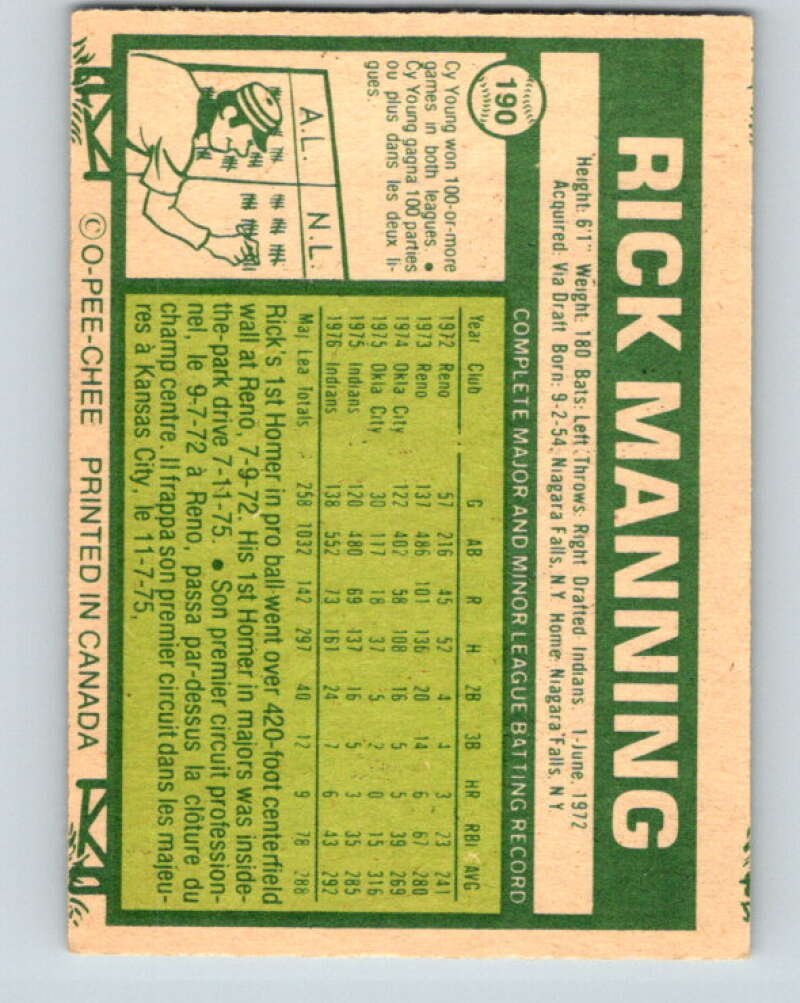 190
RICK MANNING
Height: 6'1" Weight: 180 Bats: Left Throws: Right Drafted Indians 1-June, 1972
Acquired: Via Draft Born: 9-2-54, Niagara Falls, N.Y. Home: Niagara Falls, N.Y.
COMPLETE MAJOR AND MINOR LEAGUE BATTING RECORD
Cy Young won 100-or-more
games in both leagues. •
Cy Young gagna 100 parties
ou plus dans les deux li-
gues.
A.L. N.L.
Year Club G AB R H 2B 3B HR RBI AVG
1972 Reno 57 216 45 52 4 4 3 23 241
1973 Reno 137 486 101 136 20 14 6 67 280
1974 Okla City 122 402 58 108 16 5 5 39 269
1975 Okla City 30 117 18 37 5 2 0 15 316
1975 Indians 120 480 69 137 16 5 3 35 285
1976 Indians 138 552 73 161 24 7 6 43 292
Maj Lea Totals 258 1032 142 297 40 12 9 78 288
Rick's 1st Homer in pro ball went over 420-foot centerfield
wall at Reno, 7-9-72. His 1st Homer in majors was inside-
the-park drive 7-11-75. • Son premier circuit profession-
nel, le 9-7-72 à Reno, passa par-dessus la clôture du
champ centre. Il frappa son premier circuit dans les majeu-
res à Kansas City, le 11-7-75.
© O-PEE-CHEE PRINTED IN CANADA